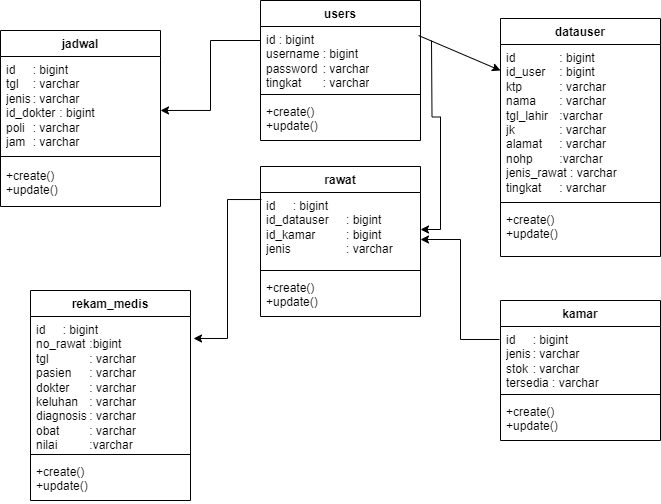 users
id : bigint
username : bigint
password : varchar
tingkat : varchar
+create()
+update()
jadwal
id : bigint
tgl : varchar
jenis : varchar
id_dokter : bigint
poli : varchar
jam : varchar
+create()
+update()
datauser
id : bigint
id_user : bigint
ktp : varchar
nama : varchar
tgl_lahir :varchar
jk : varchar
alamat : varchar
nohp :varchar
jenis_rawat : varchar
tingkat : varchar
+create()
+update()
rawat
id : bigint
id_datauser : bigint
id_kamar : bigint
jenis : varchar
+create()
+update()
rekam_medis
id : bigint
no_rawat :bigint
tgl : varchar
pasien : varchar
dokter : varchar
keluhan : varchar
diagnosis : varchar
obat : varchar
nilai :varchar
+create()
+update()
kamar
id : bigint
jenis : varchar
stok : varchar
tersedia : varchar
+create()
+update()